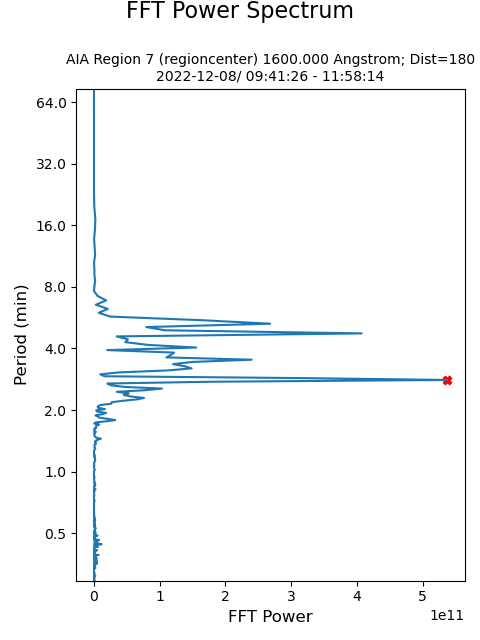 FFT Power Spectrum
AIA Region 7 (regioncenter) 1600.000 Angstrom; Dist=180
2022-12-08/ 09:41:26 - 11:58:14
Period (min)
64.0
32.0
16.0
8.0
4.0
2.0
1.0
0.5
0 1 2 3 4 5
1e11
FFT Power